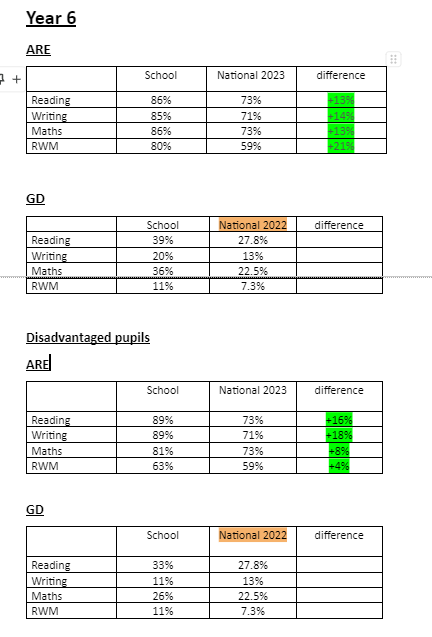 Year 6
ARE
School National 2023 difference
Reading 86% 73% +13%
Writing 85% 71% +14%
Maths 86% 73% +13%
RWM 80% 59% +21%
GD
School National 2022 difference
Reading 39% 27.8%
Writing 20% 13%
Maths 36% 22.5%
RWM 11% 7.3%
Disadvantaged pupils
ARE
School National 2023 difference
Reading 89% 73% +16%
Writing 89% 71% +18%
Maths 81% 73% +8%
RWM 63% 59% +4%
GD
School National 2022 difference
Reading 33% 27.8%
Writing 11% 13%
Maths 26% 22.5%
RWM 11% 7.3%